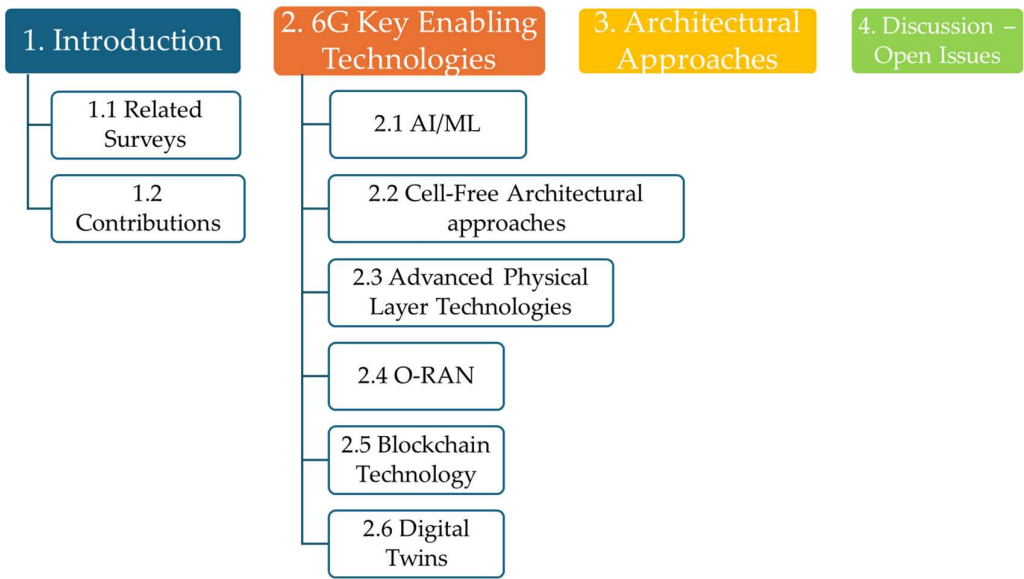 1. Introduction
1.1 Related
Surveys
1.2
Contributions
2. 6G Key Enabling
Technologies
2.1 AI/ML
2.2 Cell-Free Architectural
approaches
2.3 Advanced Physical
Layer Technologies
2.4 O-RAN
2.5 Blockchain
Technology
2.6 Digital
Twins
3. Architectural
Approaches
4. Discussion –
Open Issues